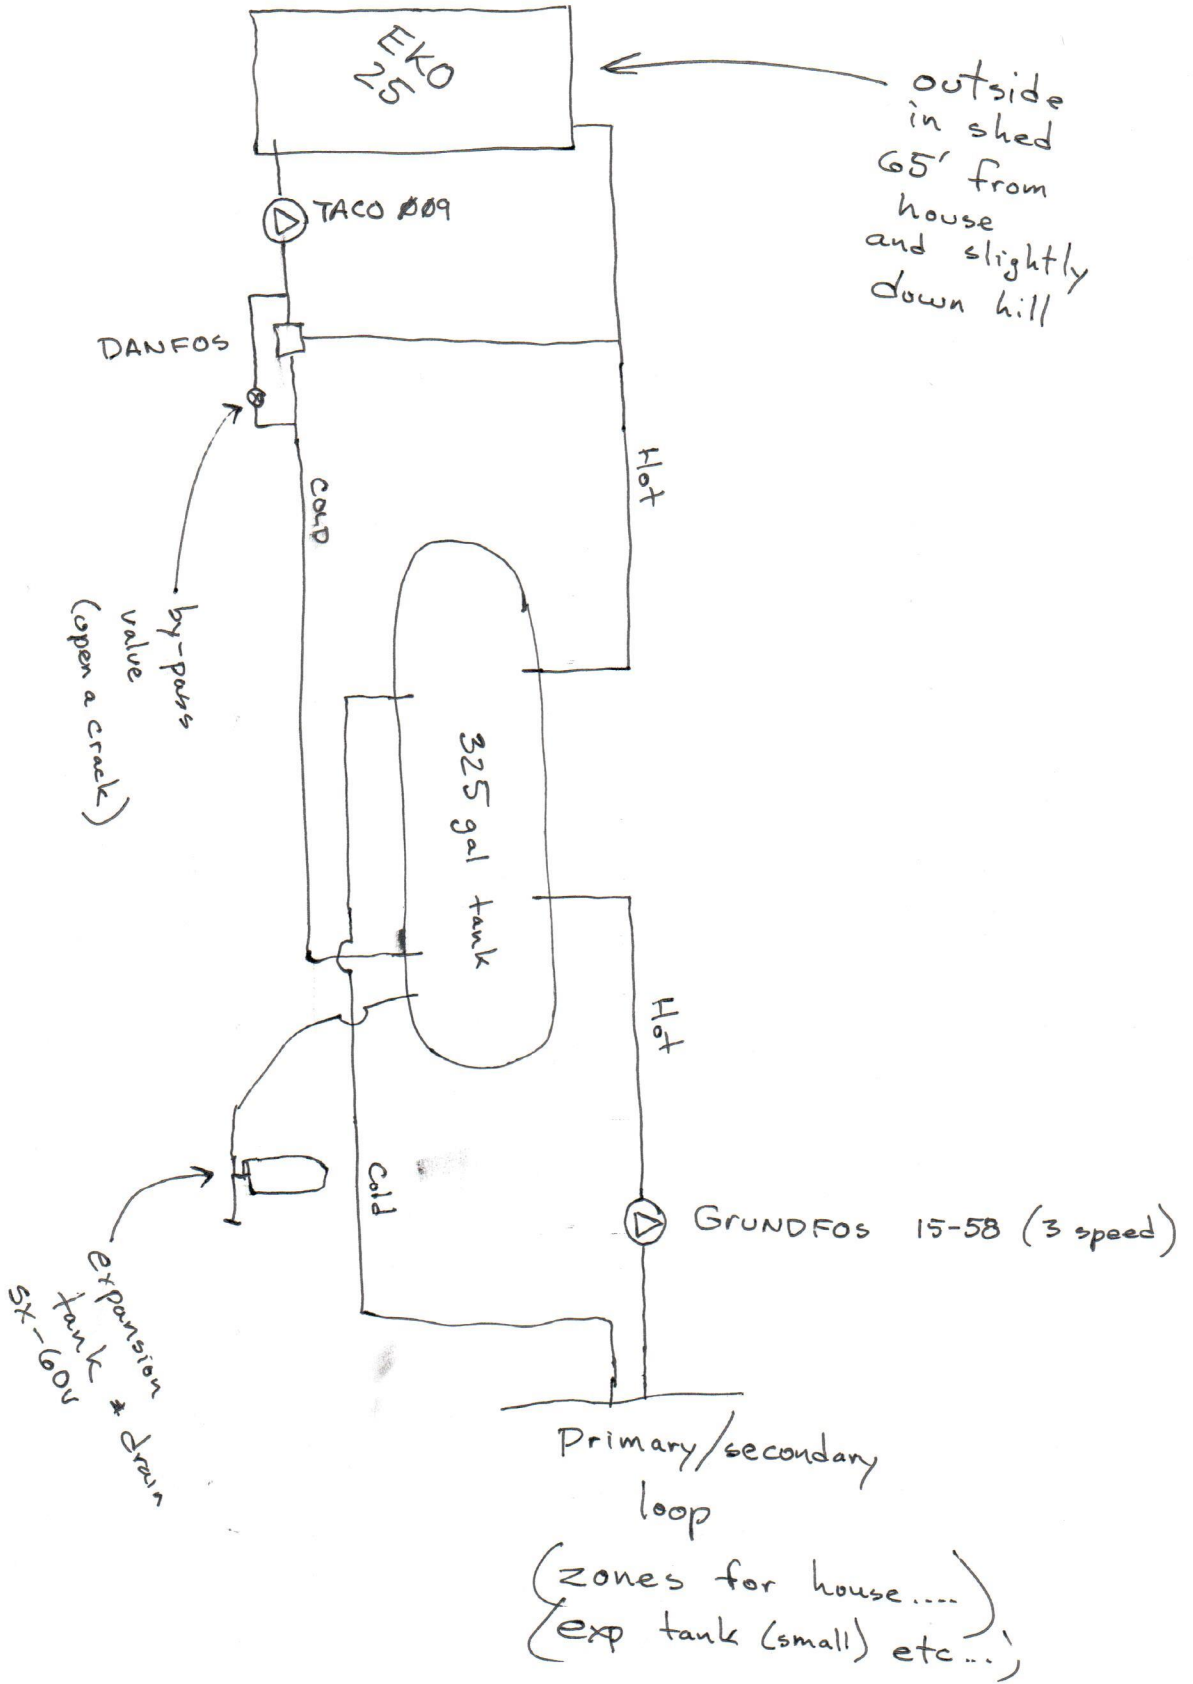 EKO
25
outside
in shed
65' from
house
and slightly
down hill
TACO 009
DANFOS
Hot
COLD
by-pass
value
(open a crack)
325 gal tank
Hot
Cold
GRUNDFOS 15-58 (3 speed)
expansion
tank * drain
SX-60V
Primary/secondary
loop
(zones for house....)
(exp tank (small) etc...)